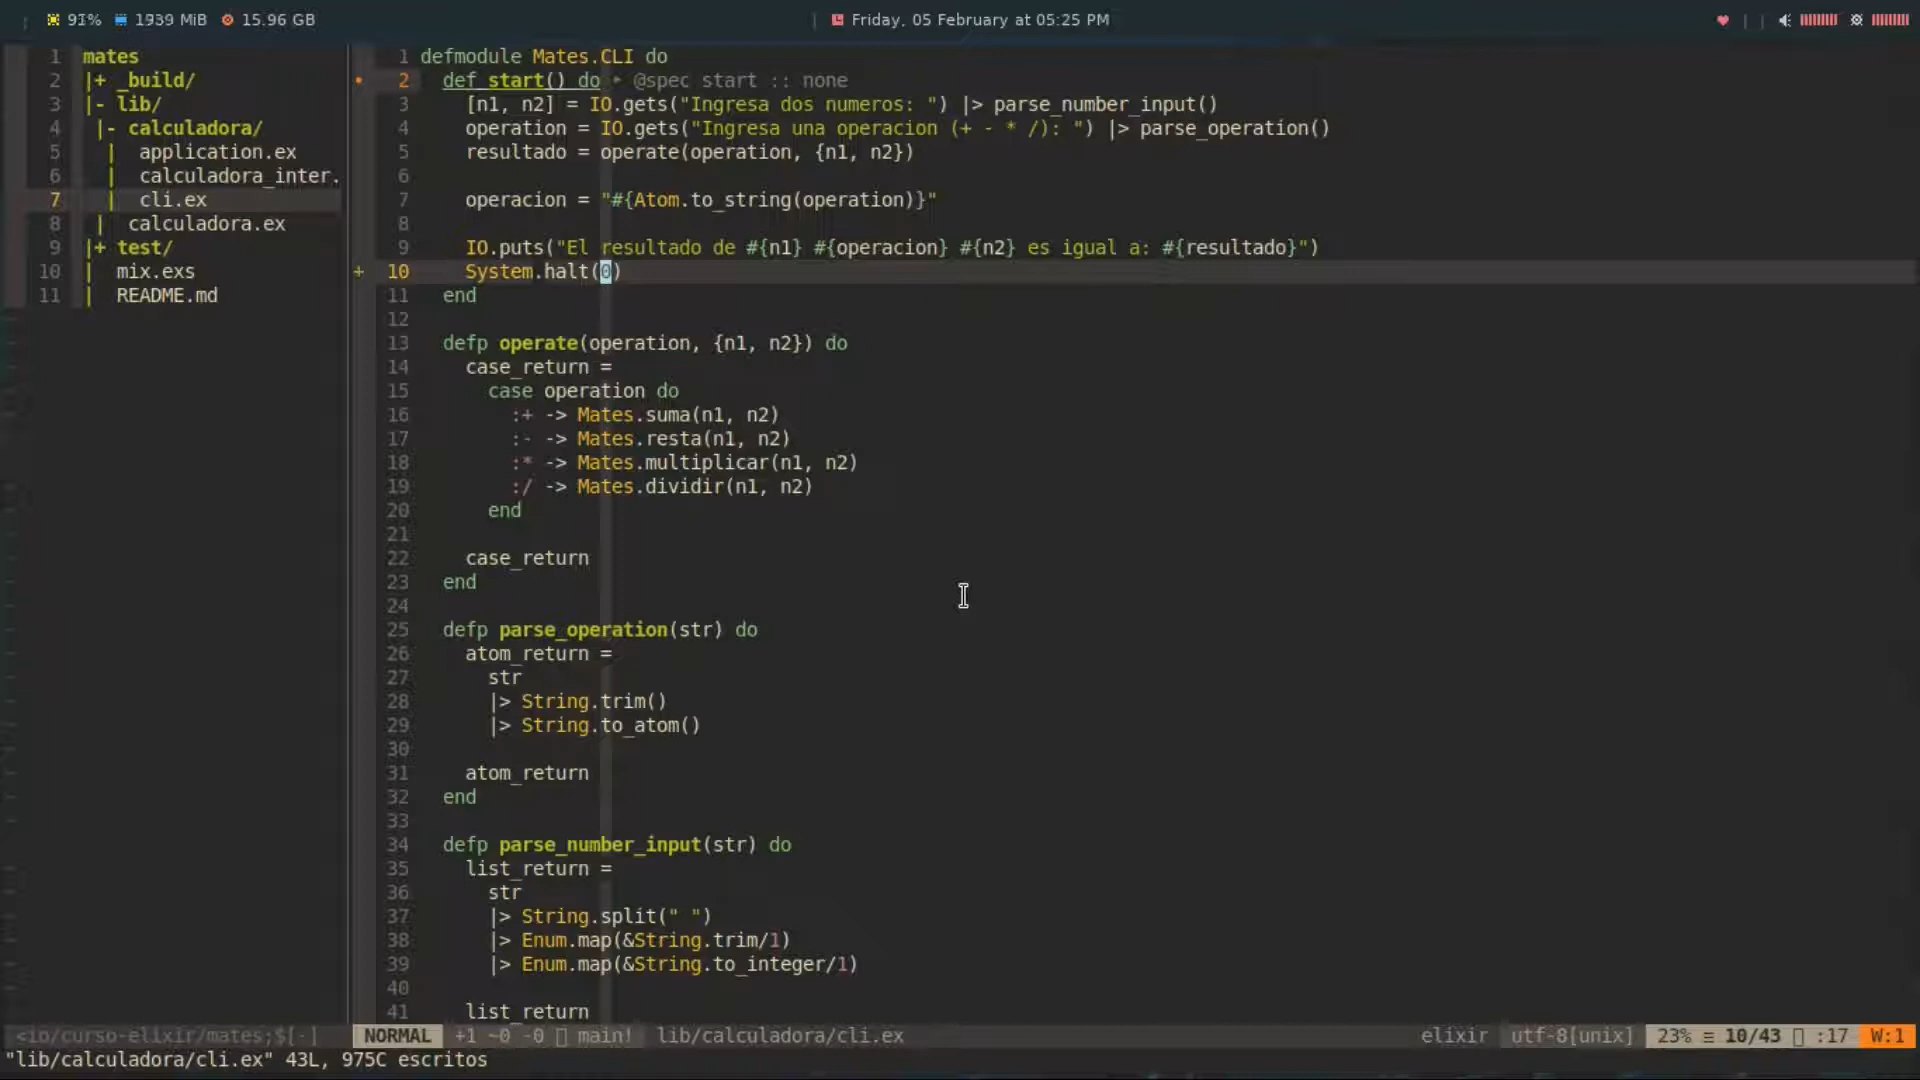 91% 1939 MiB 15.96 GB
Friday, 05 February at 05:25 PM
1 mates
2 |+ _build/
3 |- lib/
4 |- calculadora/
5 | application.ex
6 | calculadora_inter.
7 | cli.ex
8 | calculadora.ex
9 |+ test/
10 | mix.exs
11 | README.md
1 defmodule Mates.CLI do
2 def start() do ▸ @spec start :: none
3 [n1, n2] = IO.gets("Ingresa dos numeros: ") |> parse_number_input()
4 operation = IO.gets("Ingresa una operacion (+ - * /): ") |> parse_operation()
5 resultado = operate(operation, {n1, n2})
6
7 operacion = "#{Atom.to_string(operation)}"
8
9 IO.puts("El resultado de #{n1} #{operacion} #{n2} es igual a: #{resultado}")
+ 10 System.halt(0)
11 end
12
13 defp operate(operation, {n1, n2}) do
14 case_return =
15 case operation do
16 :+ -> Mates.suma(n1, n2)
17 :- -> Mates.resta(n1, n2)
18 :* -> Mates.multiplicar(n1, n2)
19 :/ -> Mates.dividir(n1, n2)
20 end
21
22 case_return
23 end
24
25 defp parse_operation(str) do
26 atom_return =
27 str
28 |> String.trim()
29 |> String.to_atom()
30
31 atom_return
32 end
33
34 defp parse_number_input(str) do
35 list_return =
36 str
37 |> String.split(" ")
38 |> Enum.map(&String.trim/1)
39 |> Enum.map(&String.to_integer/1)
40
41 list_return
<io/curso-elixir/mates;$[-] NORMAL +1 ~0 -0 main! lib/calculadora/cli.ex elixir utf-8[unix] 23% ≡ 10/43 :17 W:1
"lib/calculadora/cli.ex" 43L, 975C escritos